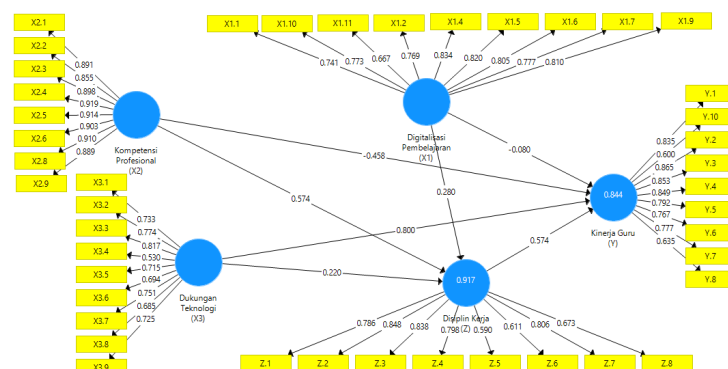 X2.1
X2.2
X2.3
X2.4
X2.5
X2.6
X2.8
X2.9
0.891
0.855
0.898
0.919
0.914
0.903
0.910
0.889
Kompetensi
Profesional
(X2)
X1.1
X1.10
X1.11
X1.2
X1.4
X1.5
X1.6
X1.7
X1.9
0.741
0.773
0.667
0.769
0.834
0.820
0.805
0.777
0.810
Digitalisasi
Pembelajaran
(X1)
-0.458
-0.080
0.280
0.574
0.800
0.220
0.574
X3.1
X3.2
X3.3
X3.4
X3.5
X3.6
X3.7
X3.8
X3.9
0.733
0.774
0.817
0.530
0.715
0.694
0.751
0.685
0.725
Dukungan
Teknologi
(X3)
0.844
Kinerja Guru
(Y)
Y.1
Y.10
Y.2
Y.3
Y.4
Y.5
Y.6
Y.7
Y.8
0.835
0.600
0.865
0.853
0.849
0.792
0.767
0.777
0.635
0.917
Disiplin Kerja
(Z)
0.786
0.848
0.838
0.798
0.590
0.611
0.806
0.673
Z.1
Z.2
Z.3
Z.4
Z.5
Z.6
Z.7
Z.8